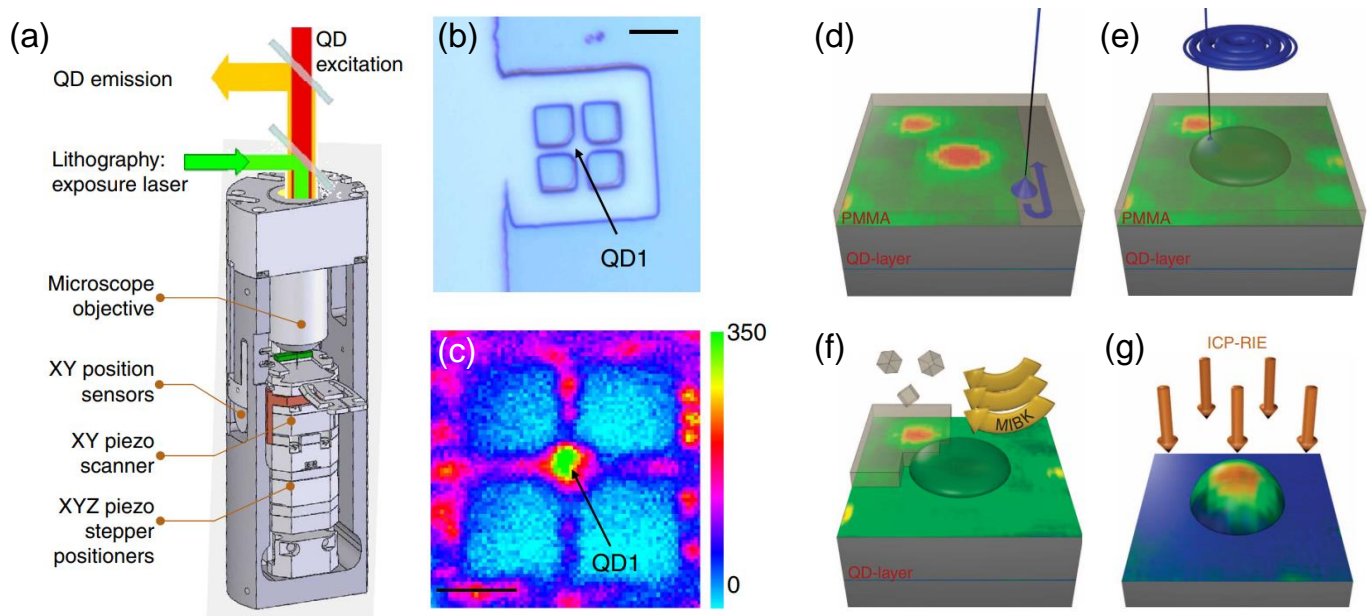 (a)
QD
excitation
QD emission
Lithography:
exposure laser
Microscope
objective
XY position
sensors
XY piezo
scanner
XYZ piezo
stepper
positioners
(b)
QD1
(c)
350
0
QD1
(d)
PMMA
QD-layer
(e)
PMMA
QD-layer
(f)
MIBK
QD-layer
(g)
ICP-RIE